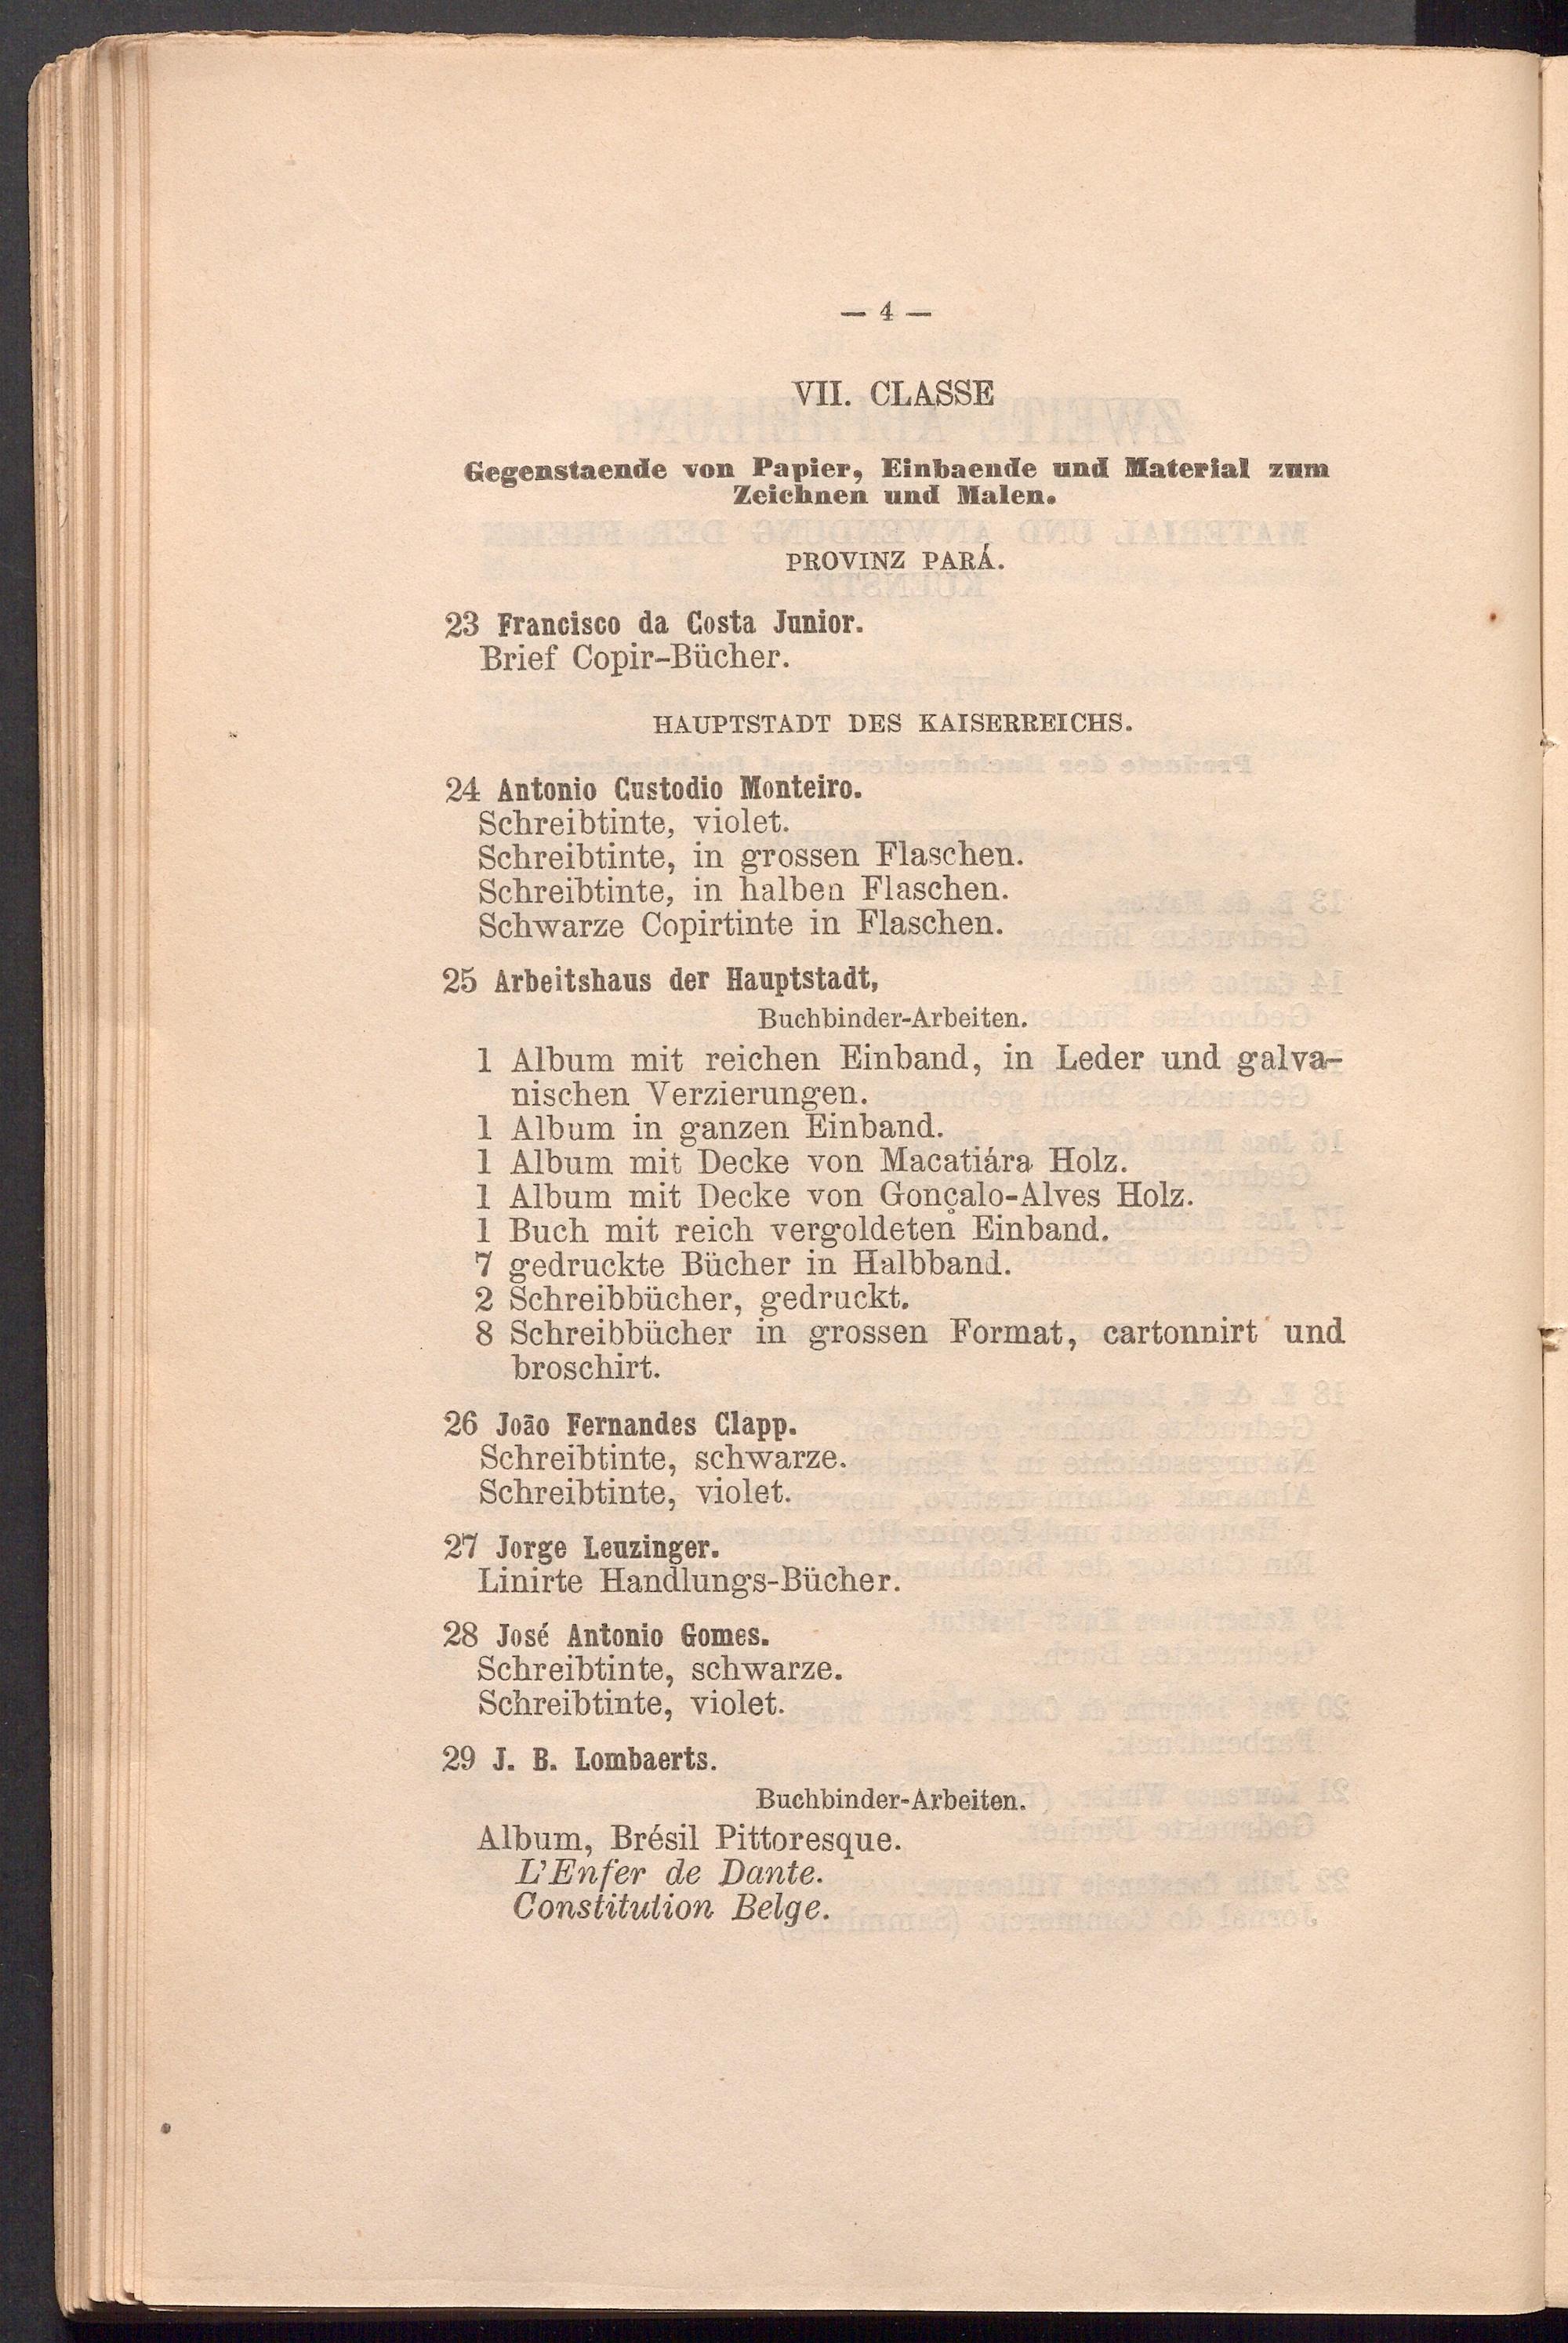 — 4 —
VII. CLASSE
Gegenstaende von Papier, Einbaende und Material zum
Zeichnen und Malen.
PROVINZ PARÁ.
23 Francisco da Costa Junior.
Brief Copir-Bücher.
HAUPTSTADT DES KAISERREICHS.
24 Antonio Custodio Monteiro.
Schreibtinte, violet.
Schreibtinte, in grossen Flaschen.
Schreibtinte, in halben Flaschen.
Schwarze Copirtinte in Flaschen.
25 Arbeitshaus der Hauptstadt,
Buchbinder-Arbeiten.
1 Album mit reichen Einband, in Leder und galva-
nischen Verzierungen.
1 Album in ganzen Einband.
1 Album mit Decke von Macatiára Holz.
1 Album mit Decke von Gonçalo-Alves Holz.
1 Buch mit reich vergoldeten Einband.
7 gedruckte Bücher in Halbband.
2 Schreibbücher, gedruckt.
8 Schreibbücher in grossen Format, cartonnirt und
broschirt.
26 João Fernandes Clapp.
Schreibtinte, schwarze.
Schreibtinte, violet.
27 Jorge Leuzinger.
Linirte Handlungs-Bücher.
28 José Antonio Gomes.
Schreibtinte, schwarze.
Schreibtinte, violet.
29 J. B. Lombaerts.
Buchbinder-Arbeiten.
Album, Brésil Pittoresque.
L'Enfer de Dante.
Constitution Belge.